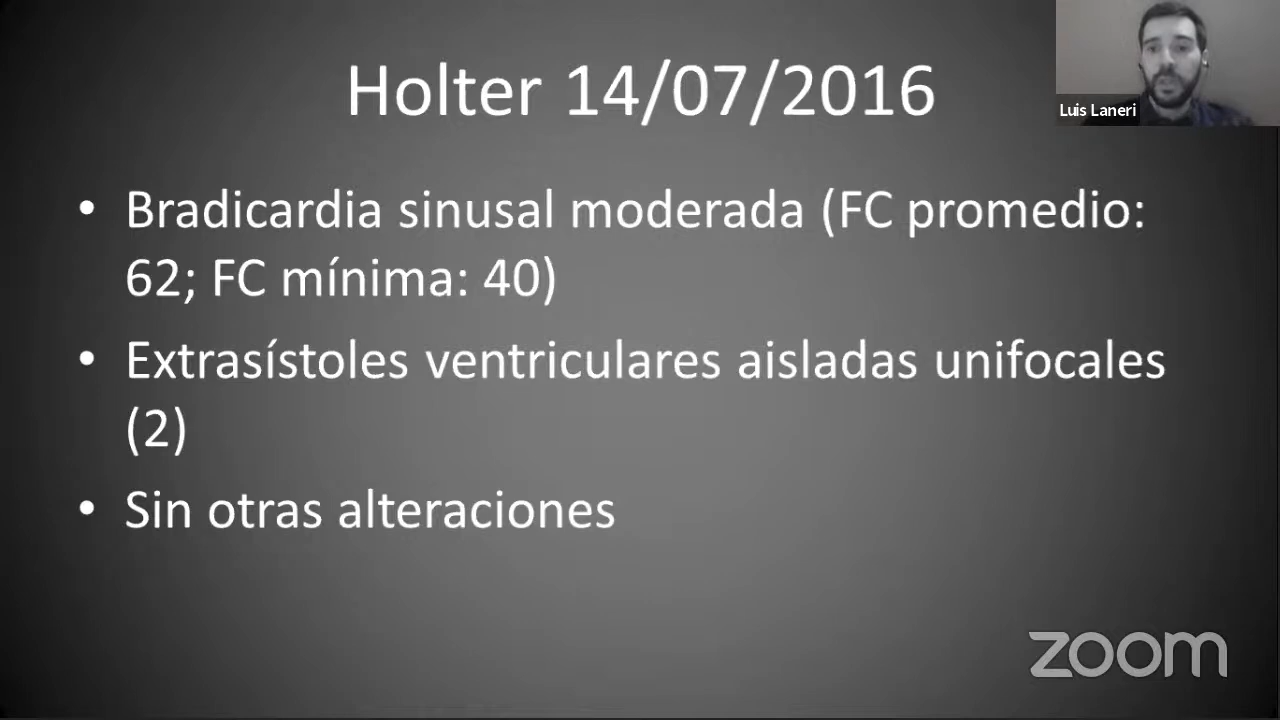 Holter 14/07/2016
Luis Laneri
• Bradicardia sinusal moderada (FC promedio:
62; FC mínima: 40)
• Extrasístoles ventriculares aisladas unifocales
(2)
• Sin otras alteraciones
zoom